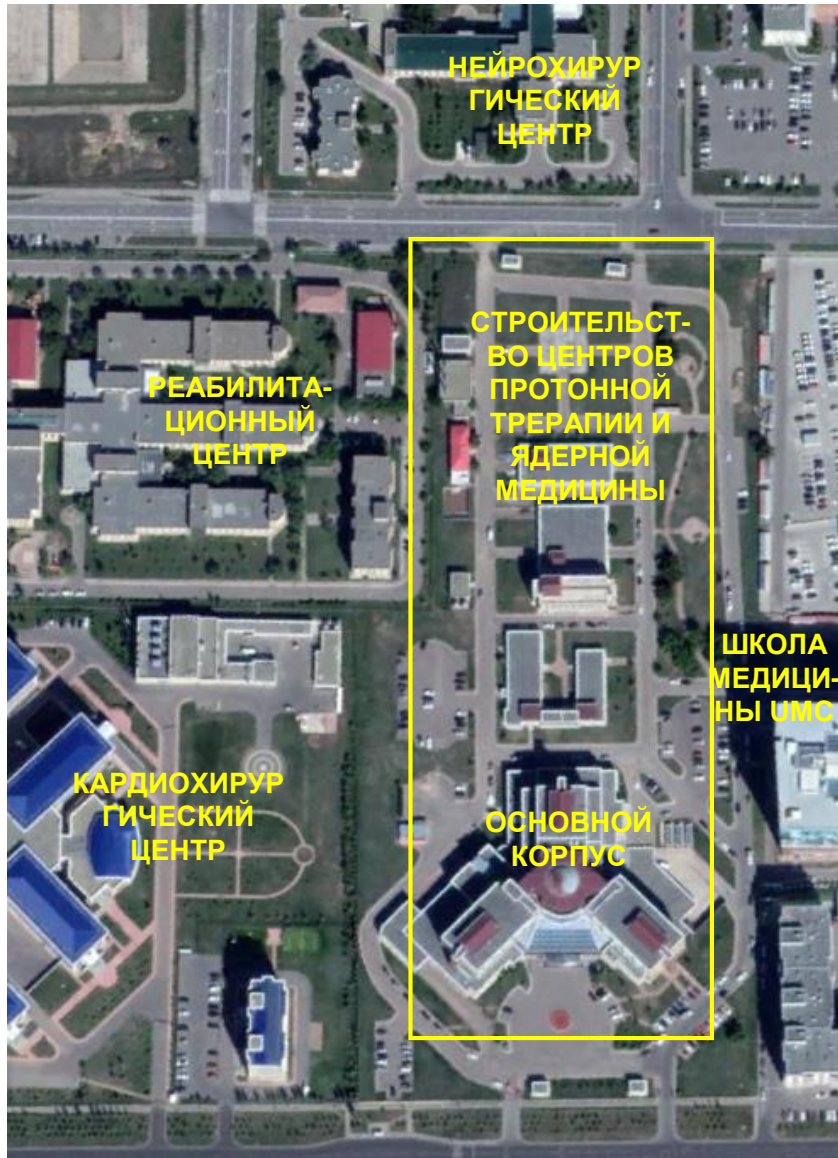 НЕЙРОХИРУР
ГИЧЕСКИЙ
ЦЕНТР
СТРОИТЕЛЬСТ-
ВО ЦЕНТРОВ
ПРОТОННОЙ
ТРЕРАПИИ И
ЯДЕРНОЙ
МЕДИЦИНЫ
РЕАБИЛИТА-
ЦИОННЫЙ
ЦЕНТР
ШКОЛА
МЕДИЦИ-
НЫ UMC
КАРДИОХИРУР
ГИЧЕСКИЙ
ЦЕНТР
ОСНОВНОЙ
КОРПУС